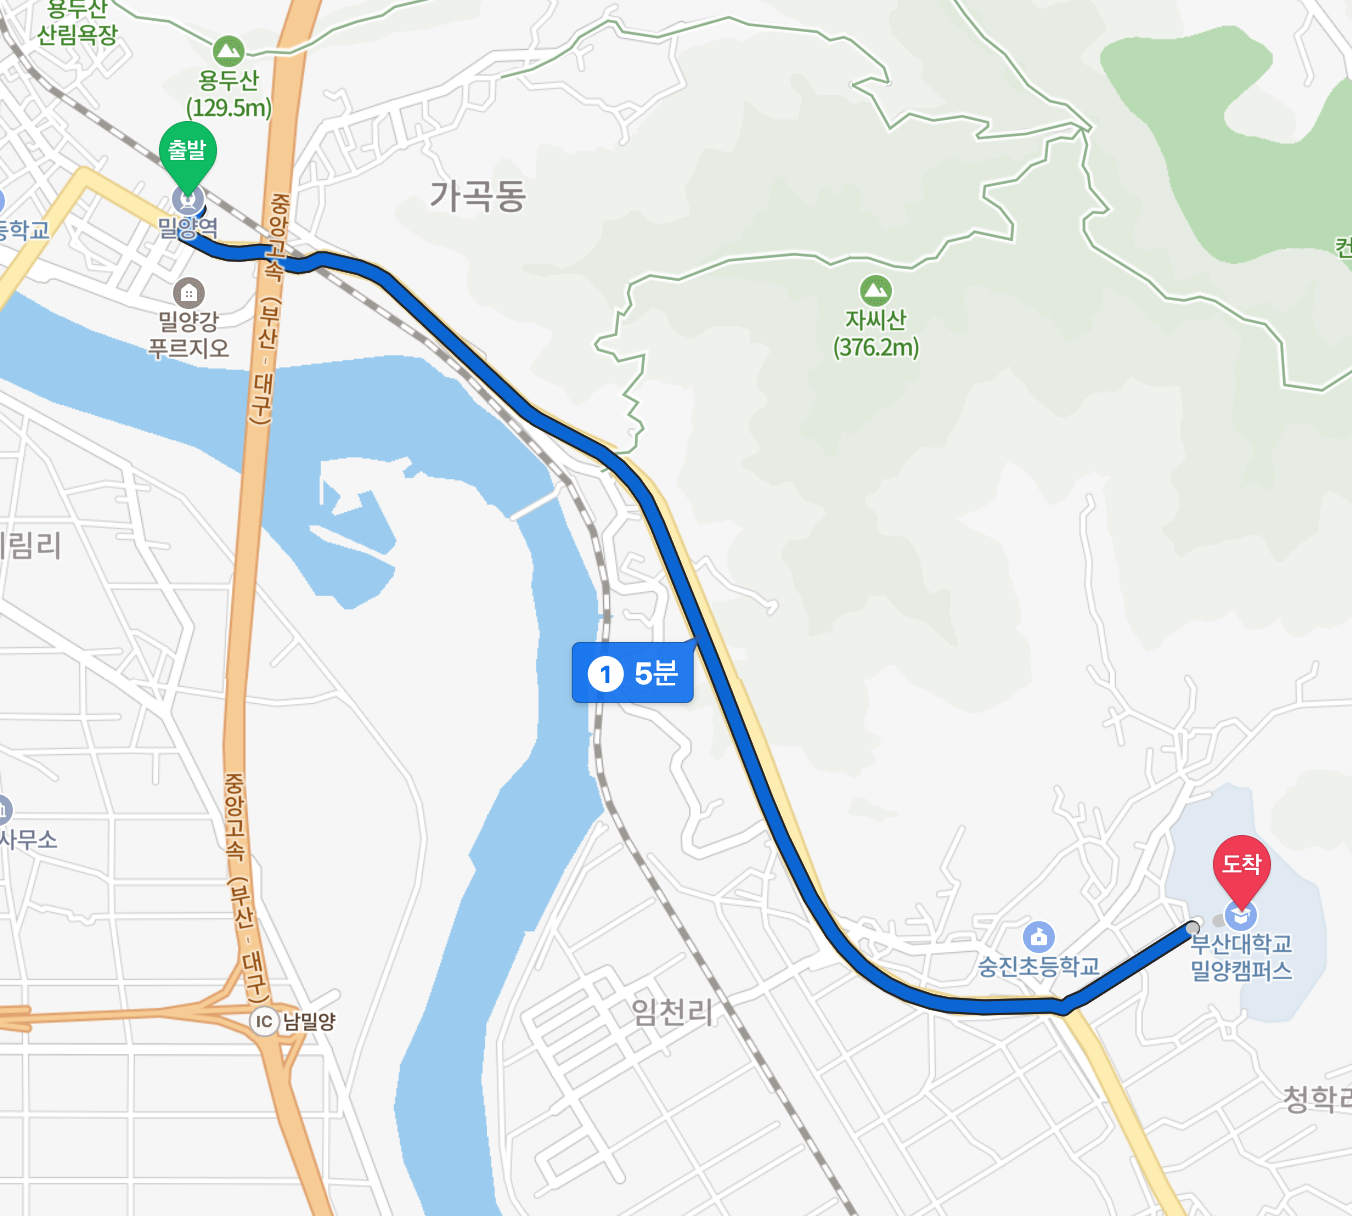 용두산
산림욕장
용두산
(129.5m)
출발
가곡동
밀양역
등학교
중앙고속 (부산 - 대구)
밀양강
푸르지오
자씨산
(376.2m)
컨
림리
1 5분
중앙고속 (부산 - 대구)
사무소
도착
부산대학교
밀양캠퍼스
숭진초등학교
임천리
IC 남밀양
청학리